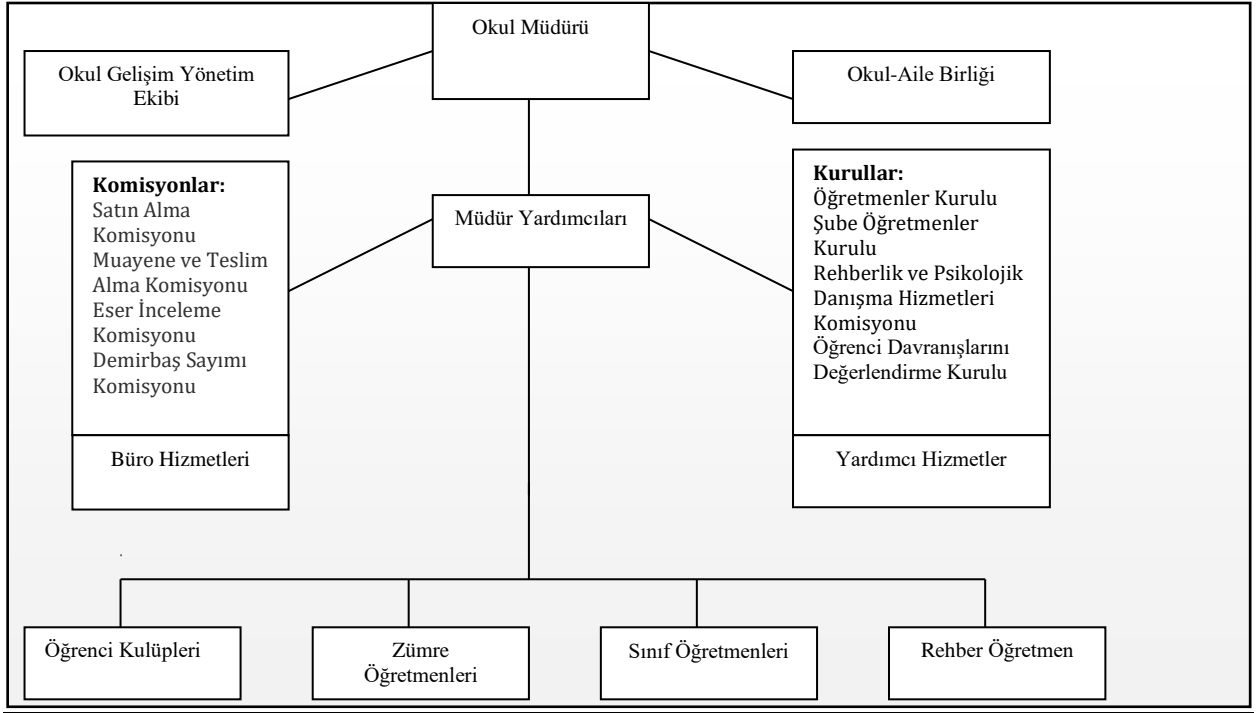 Okul Müdürü
Okul Gelişim Yönetim
Ekibi
Okul-Aile Birliği
Komisyonlar:
Satın Alma
Komisyonu
Muayene ve Teslim
Alma Komisyonu
Eser İnceleme
Komisyonu
Demirbaş Sayımı
Komisyonu
Müdür Yardımcıları
Kurullar:
Öğretmenler Kurulu
Şube Öğretmenler
Kurulu
Rehberlik ve Psikolojik
Danışma Hizmetleri
Komisyonu
Öğrenci Davranışlarını
Değerlendirme Kurulu
Büro Hizmetleri
Yardımcı Hizmetler
Öğrenci Kulüpleri
Zümre
Öğretmenleri
Sınıf Öğretmenleri
Rehber Öğretmen